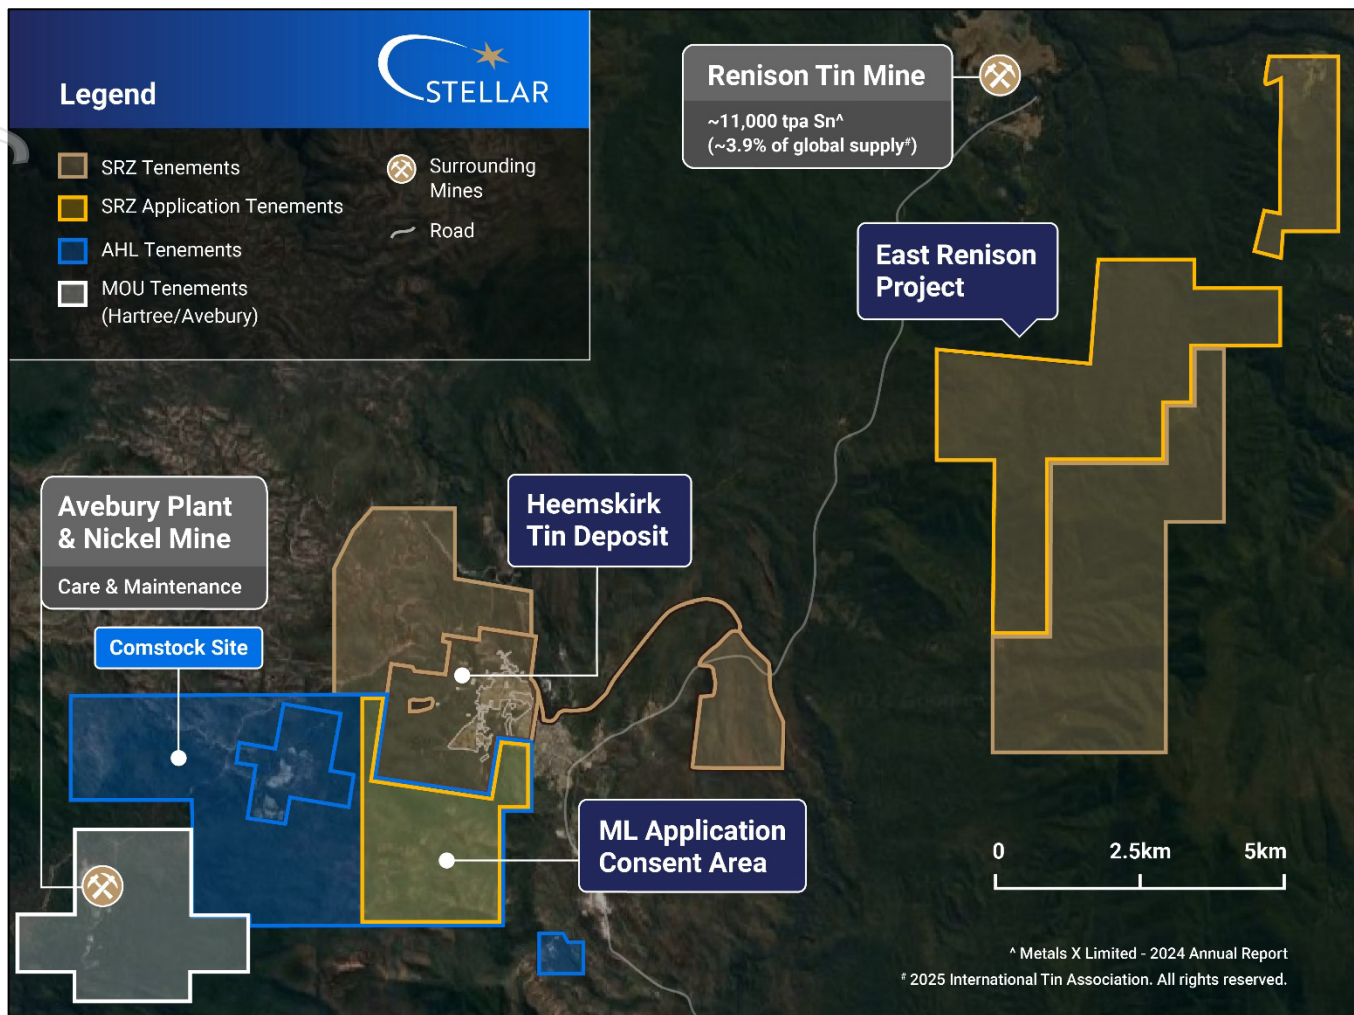 Legend
STELLAR
SRZ Tenements
SRZ Application Tenements
AHL Tenements
MOU Tenements
(Hartree/Avebury)
Surrounding
Mines
Road
Renison Tin Mine
~11,000 tpa Sn^
(~3.9% of global supply#)
East Renison
Project
Avebury Plant
& Nickel Mine
Care & Maintenance
Heemskirk
Tin Deposit
Comstock Site
ML Application
Consent Area
0 2.5km 5km
^ Metals X Limited - 2024 Annual Report
# 2025 International Tin Association. All rights reserved.